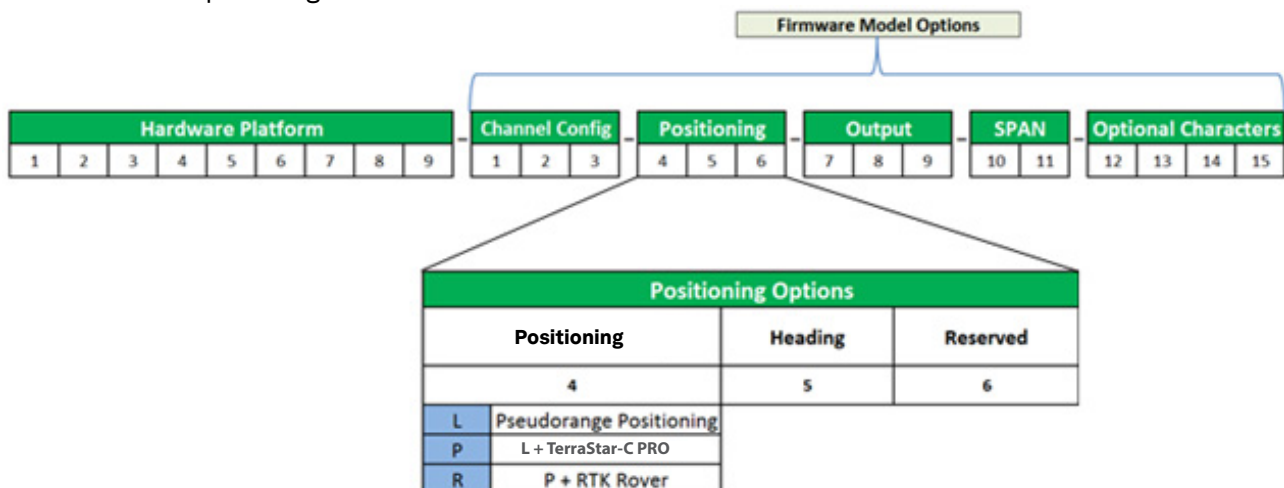 Firmware Model Options
Hardware Platform - Channel Config - Positioning - Output - SPAN - Optional Characters
1 2 3 4 5 6 7 8 9 1 2 3 4 5 6 7 8 9 10 11 12 13 14 15
Positioning Options
Positioning Heading Reserved
4 5 6
L Pseudorange Positioning
P L + TerraStar-C PRO
R P + RTK Rover